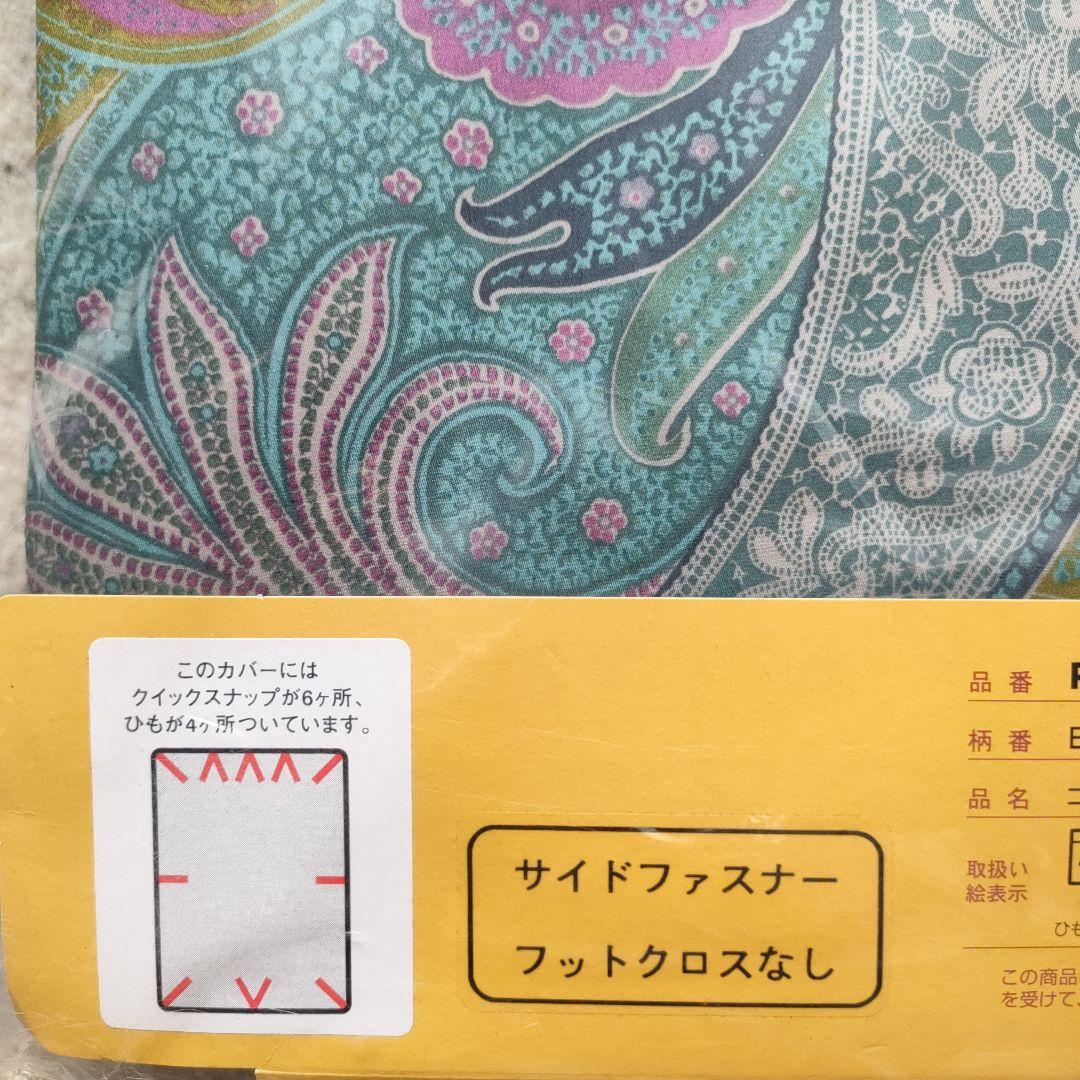 このカバーには
クイックスナップが6ヶ所、
ひもが4ヶ所ついています。
サイドファスナー
フットクロスなし
品番
柄番
品名 コ
取扱い
絵表示
ひも
この商品
を受けて、